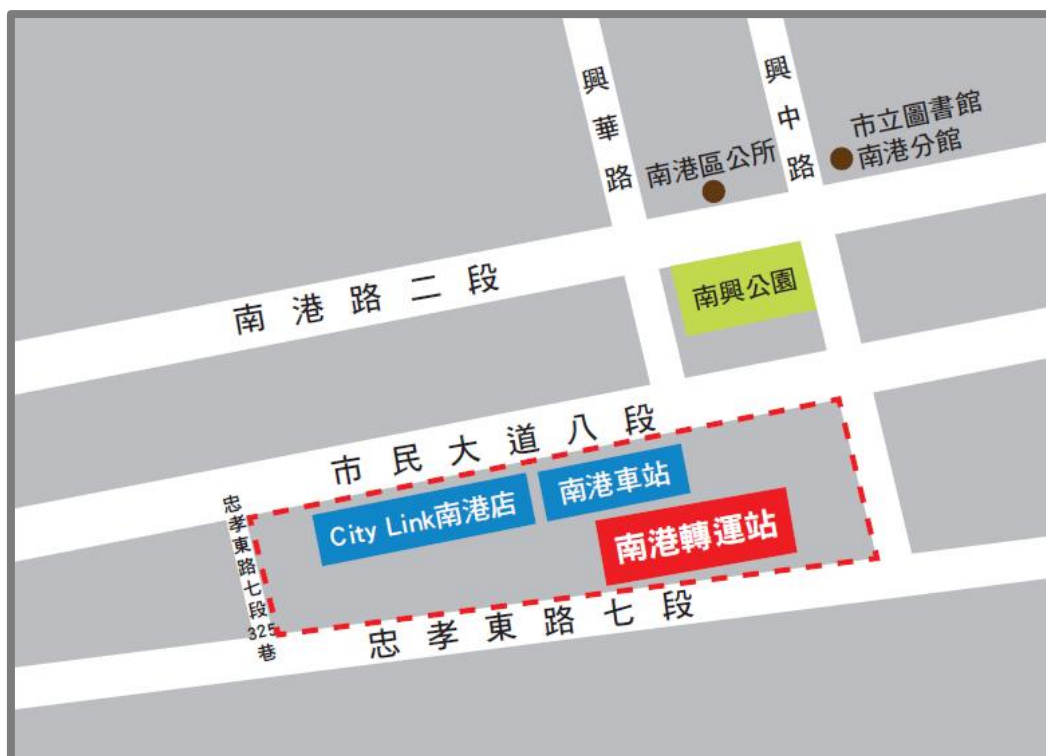 興華路
興中路
市立圖書館
南港分館
南港區公所
南港路二段
南興公園
市民大道八段
南港車站
City Link南港店
南港轉運站
忠孝東路七段325巷
忠孝東路七段